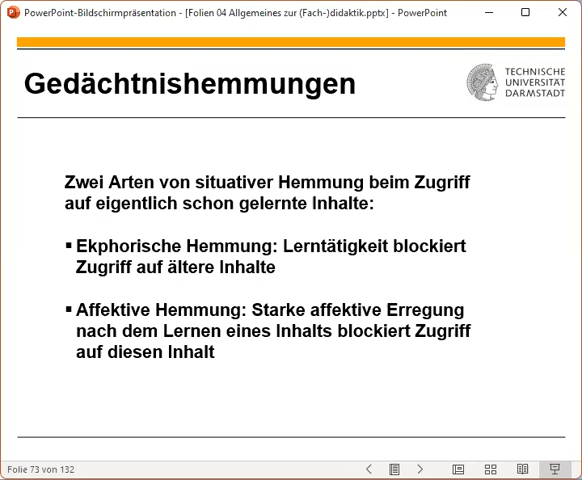 PowerPoint-Bildschirmpräsentation - [Folien 04 Allgemeines zur (Fach-)didaktik.pptx] - PowerPoint
Gedächtnishemmungen
TECHNISCHE
UNIVERSITÄT
DARMSTADT
Zwei Arten von situativer Hemmung beim Zugriff
auf eigentlich schon gelernte Inhalte:
▪ Ekphorische Hemmung: Lerntätigkeit blockiert
Zugriff auf ältere Inhalte
▪ Affektive Hemmung: Starke affektive Erregung
nach dem Lernen eines Inhalts blockiert Zugriff
auf diesen Inhalt
Folie 73 von 132